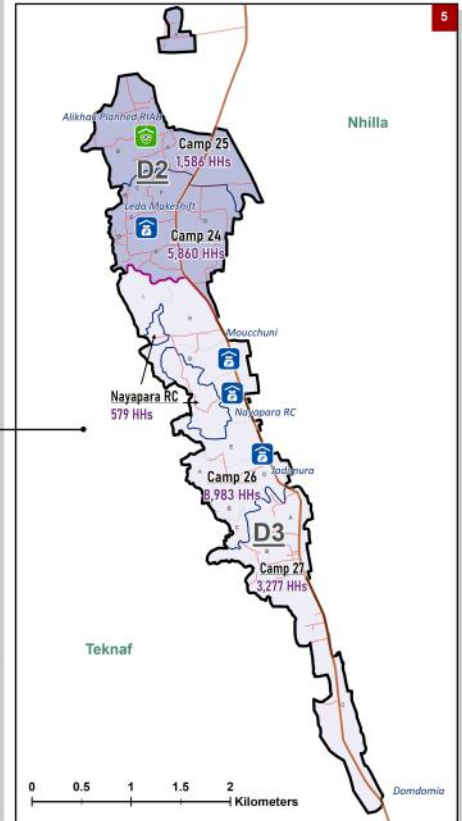 5
Nhilla
Alikhali Planned RIAB
Camp 25
1,586 HHs
D2
Leda Makeshift
Camp 24
5,860 HHs
Moucchuni
Nayapara RC
579 HHs
Nayapara RC
Jadimura
Camp 26
8,983 HHs
D3
Camp 27
3,277 HHs
Teknaf
Domdomia
0 0.5 1 1.5 2
Kilometers